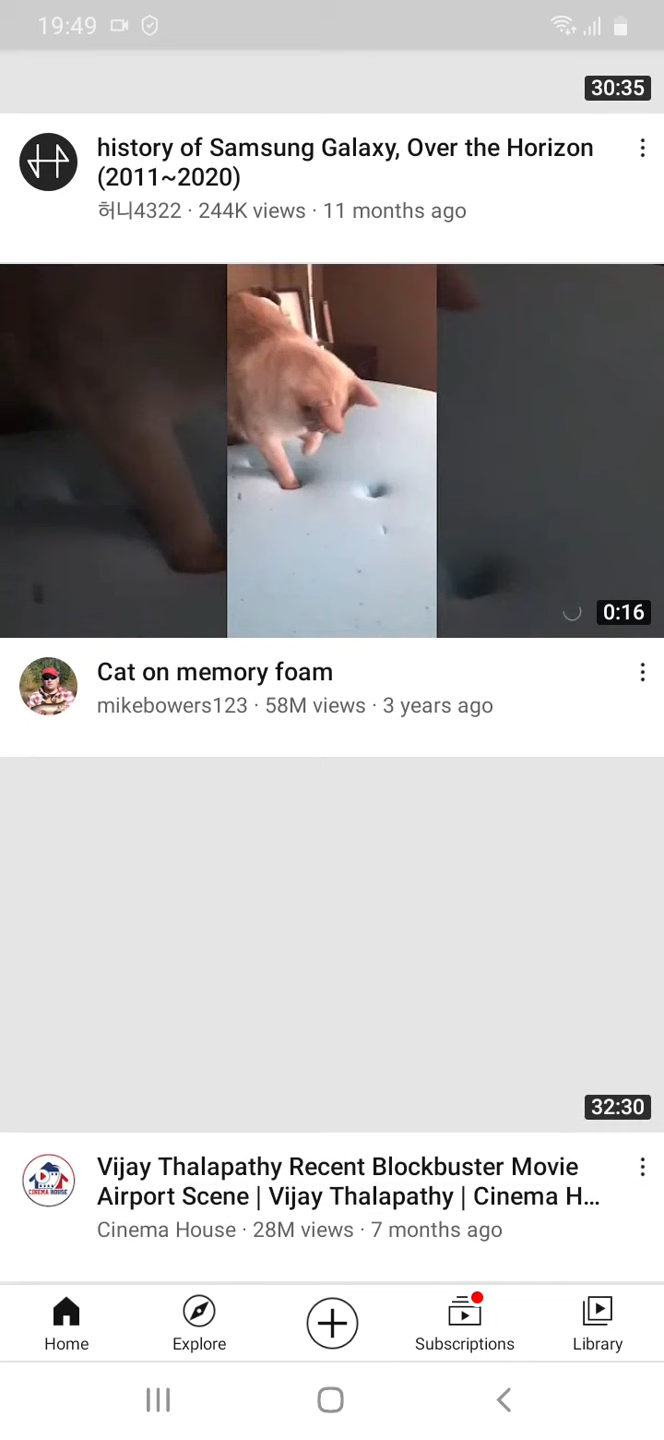 19:49
30:35
history of Samsung Galaxy, Over the Horizon
(2011~2020)
허니4322 · 244K views · 11 months ago
0:16
Cat on memory foam
mikebowers123 · 58M views · 3 years ago
32:30
CINEMA HOUSE
Vijay Thalapathy Recent Blockbuster Movie
Airport Scene | Vijay Thalapathy | Cinema H...
Cinema House · 28M views · 7 months ago
Home
Explore
Subscriptions
Library